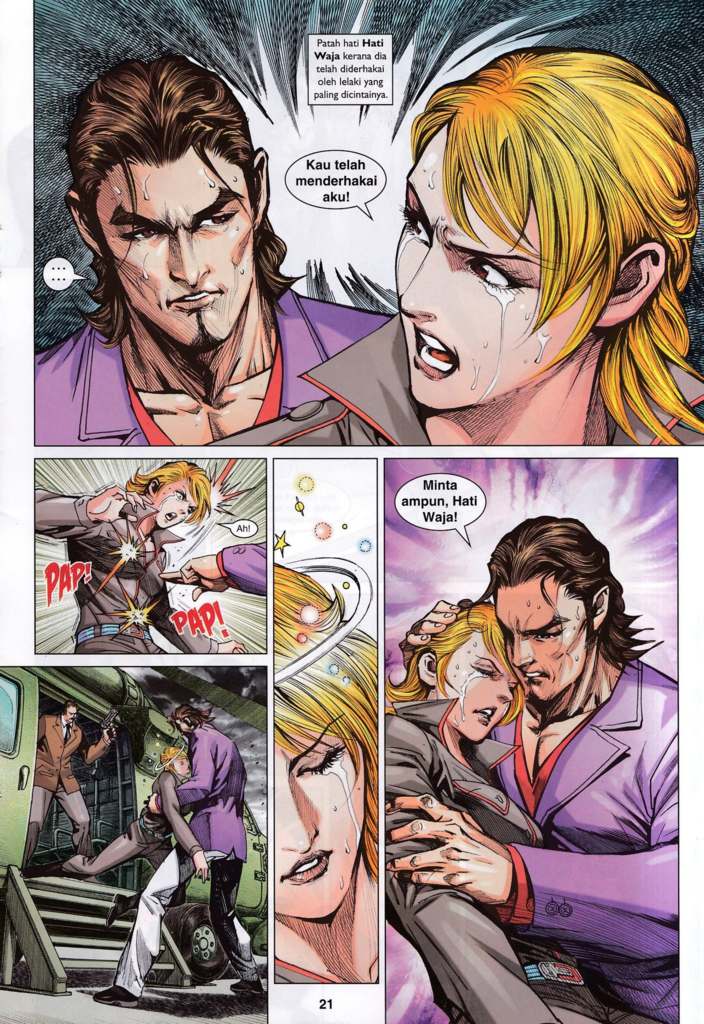 Patah hati Hati
Waja kerana dia
telah diderhakai
oleh lelaki yang
paling dicintainya.
Kau telah
menderhakai
aku!
...
...
Ah!
PAP!
PAP!
Minta
ampun, Hati
Waja!
21